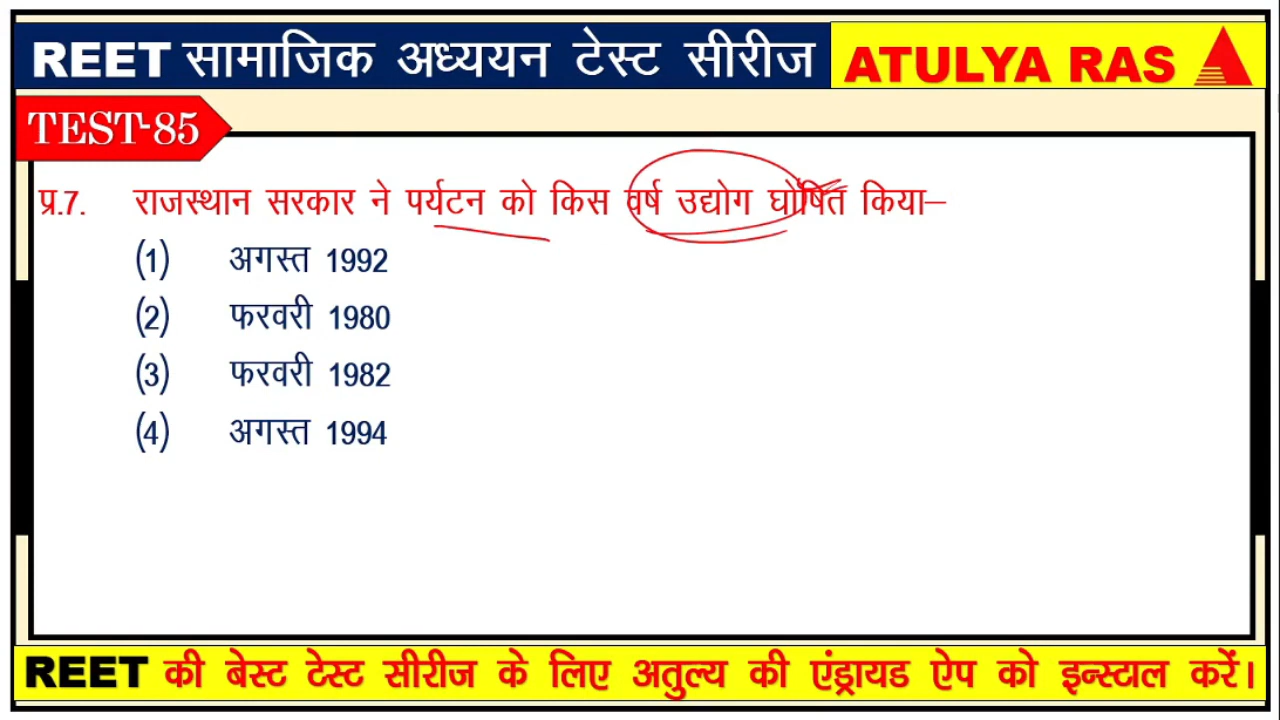 REET सामाजिक अध्ययन टेस्ट सीरीज ATULYA RAS
TEST-85
प्र.7. राजस्थान सरकार ने पर्यटन को किस वर्ष उद्योग घोषित किया–
(1) अगस्त 1992
(2) फरवरी 1980
(3) फरवरी 1982
(4) अगस्त 1994
REET की बेस्ट टेस्ट सीरीज के लिए अतुल्य की एंड्रायड ऐप को इन्स्टाल करें।